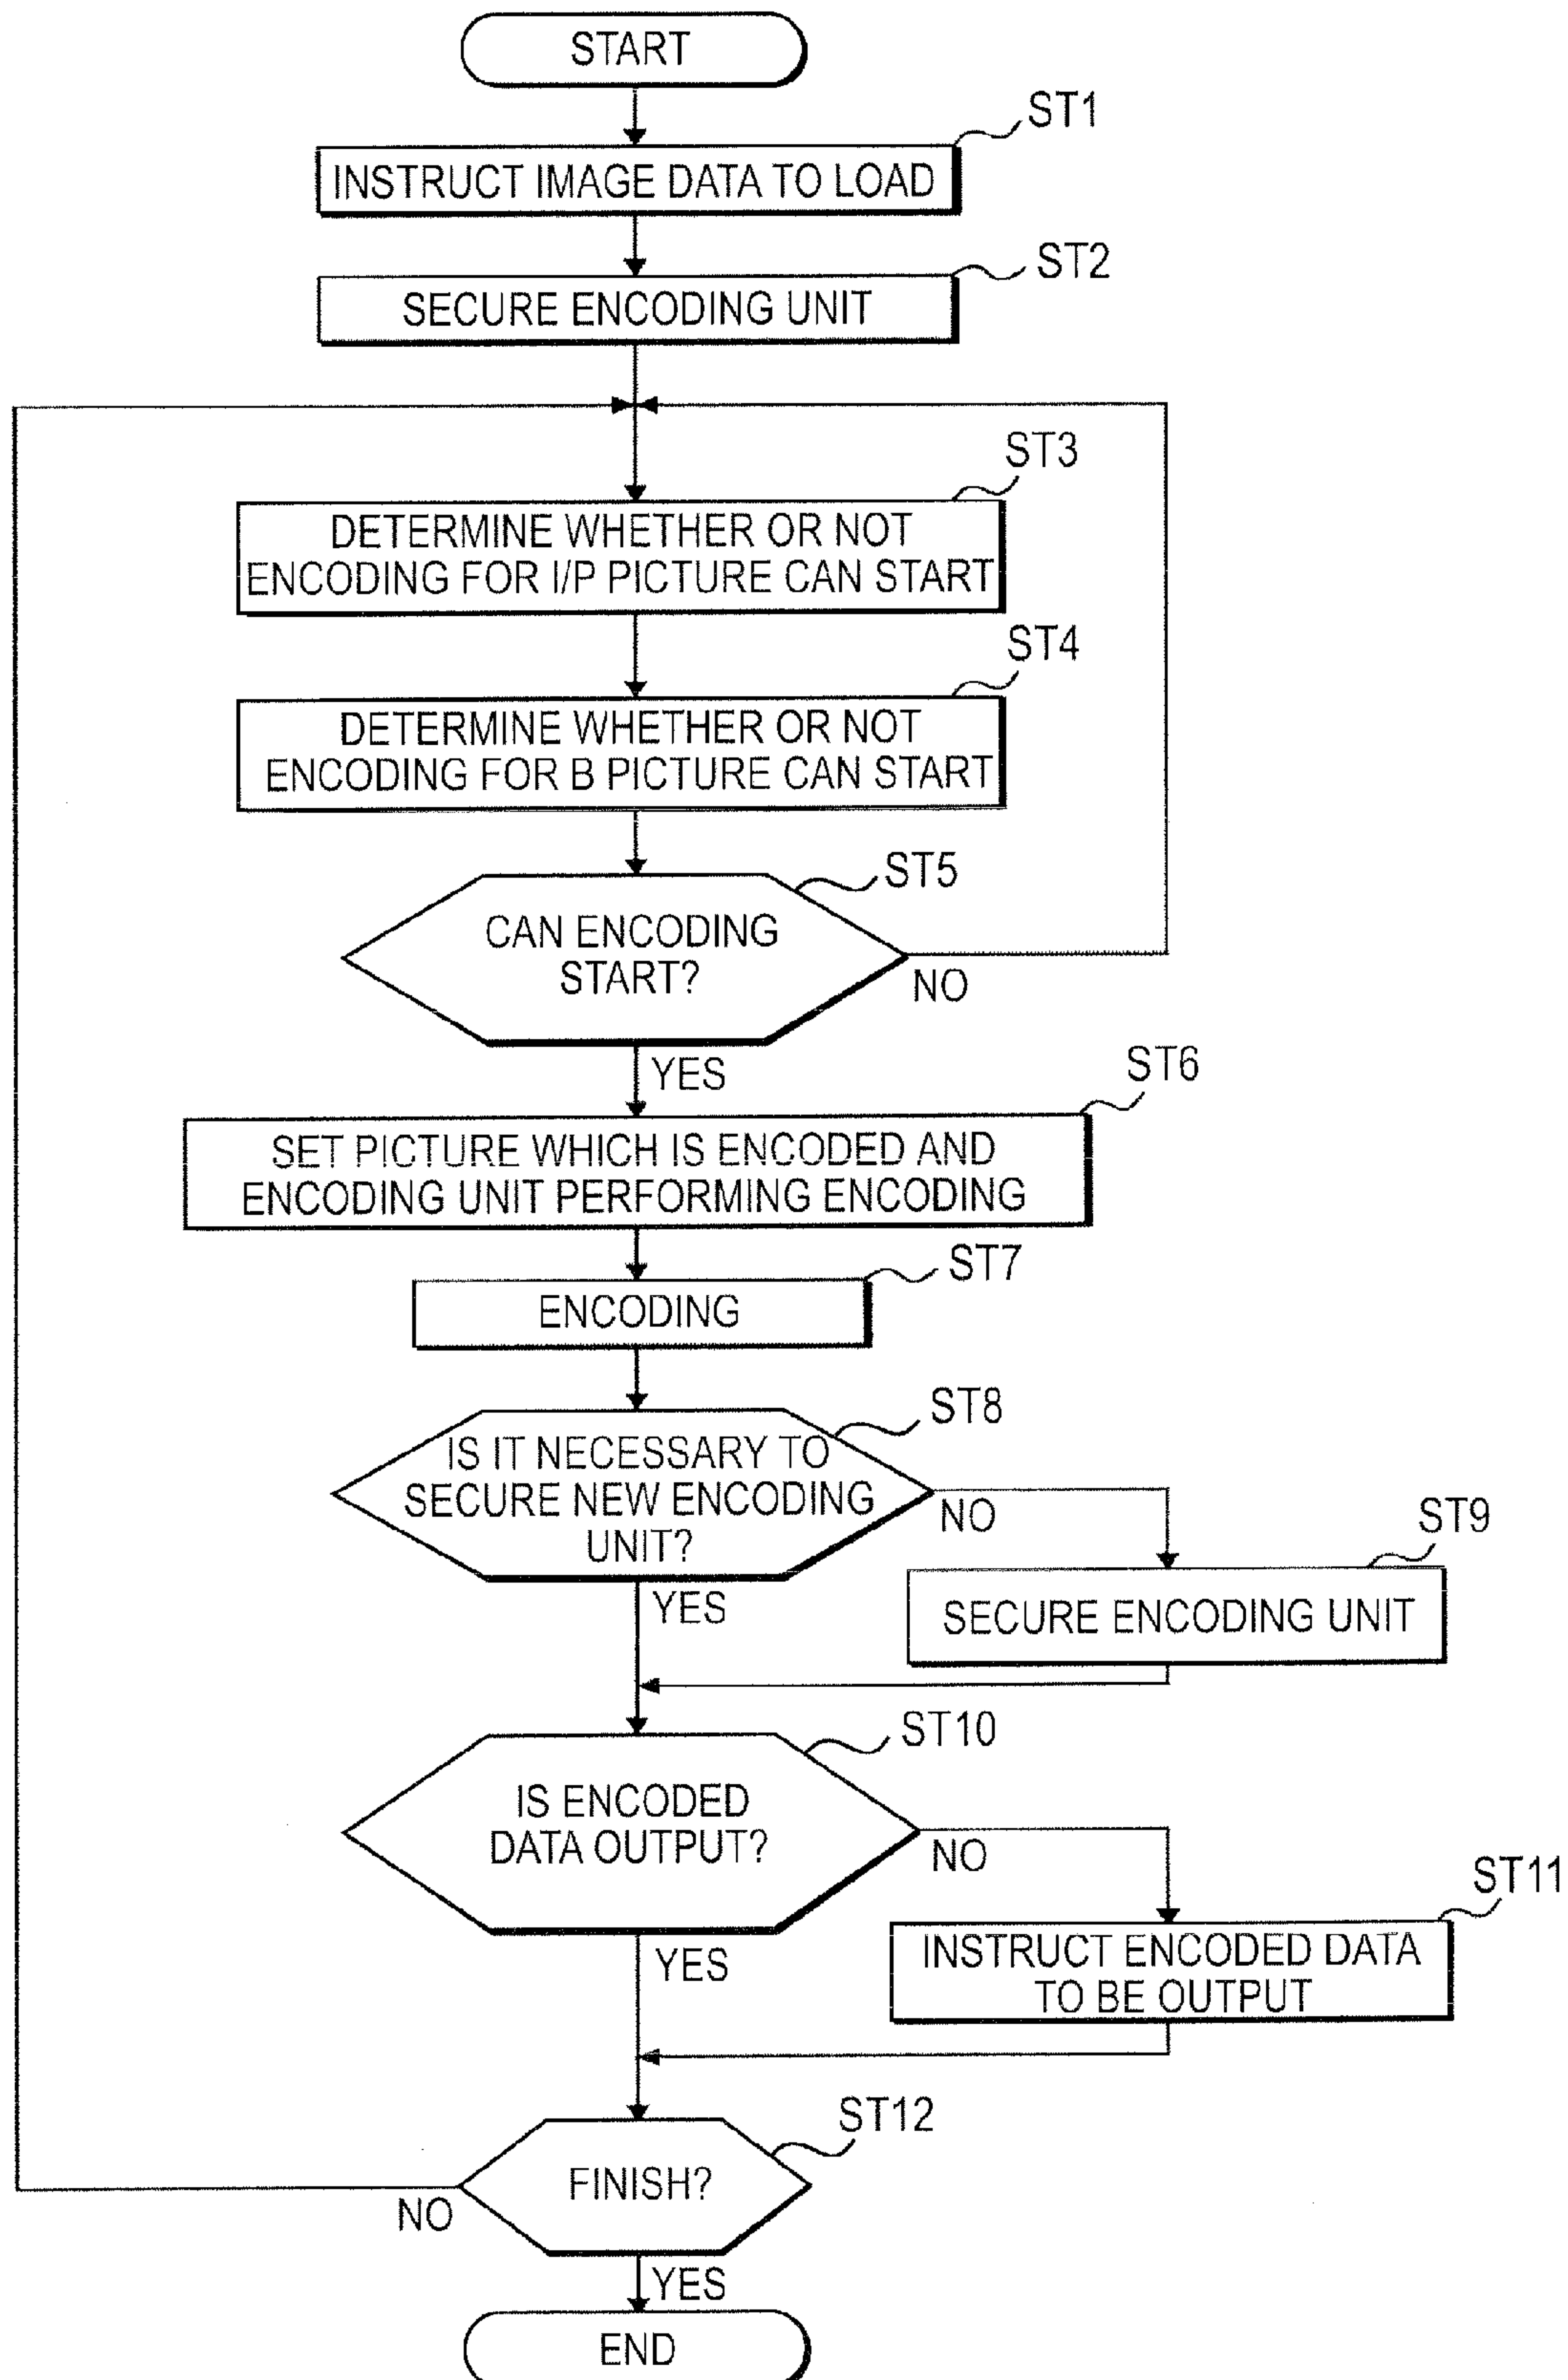 START
ST1
INSTRUCT IMAGE DATA TO LOAD
ST2
SECURE ENCODING UNIT
ST3
DETERMINE WHETHER OR NOT
ENCODING FOR I/P PICTURE CAN START
ST4
DETERMINE WHETHER OR NOT
ENCODING FOR B PICTURE CAN START
ST5
CAN ENCODING
START?
NO
YES
ST6
SET PICTURE WHICH IS ENCODED AND
ENCODING UNIT PERFORMING ENCODING
ST7
ENCODING
ST8
IS IT NECESSARY TO
SECURE NEW ENCODING
UNIT?
NO
YES
ST9
SECURE ENCODING UNIT
ST10
IS ENCODED
DATA OUTPUT?
NO
YES
ST11
INSTRUCT ENCODED DATA
TO BE OUTPUT
ST12
FINISH?
NO
YES
END